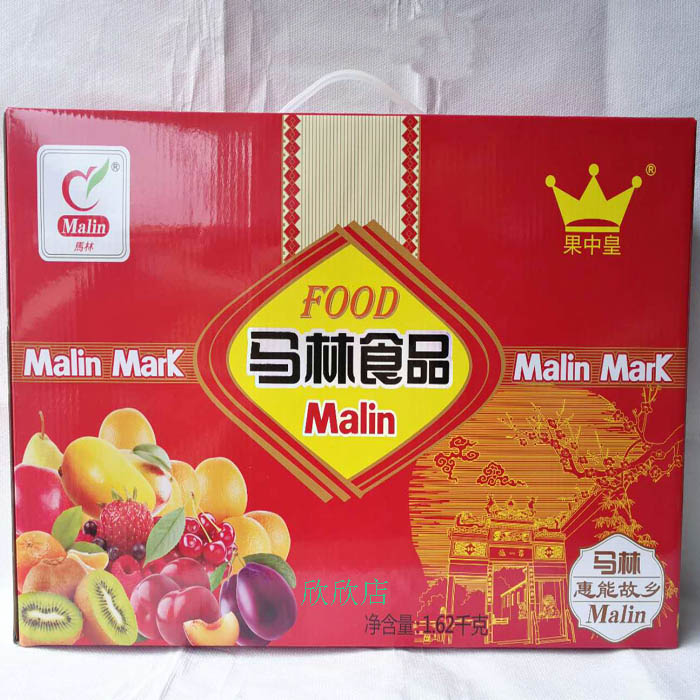 Malin
®
馬林
®
果中皇
FOOD
马林食品
Malin
Malin Mark
Malin Mark
欣欣店
净含量:1.62千克
马林
惠能故乡
Malin